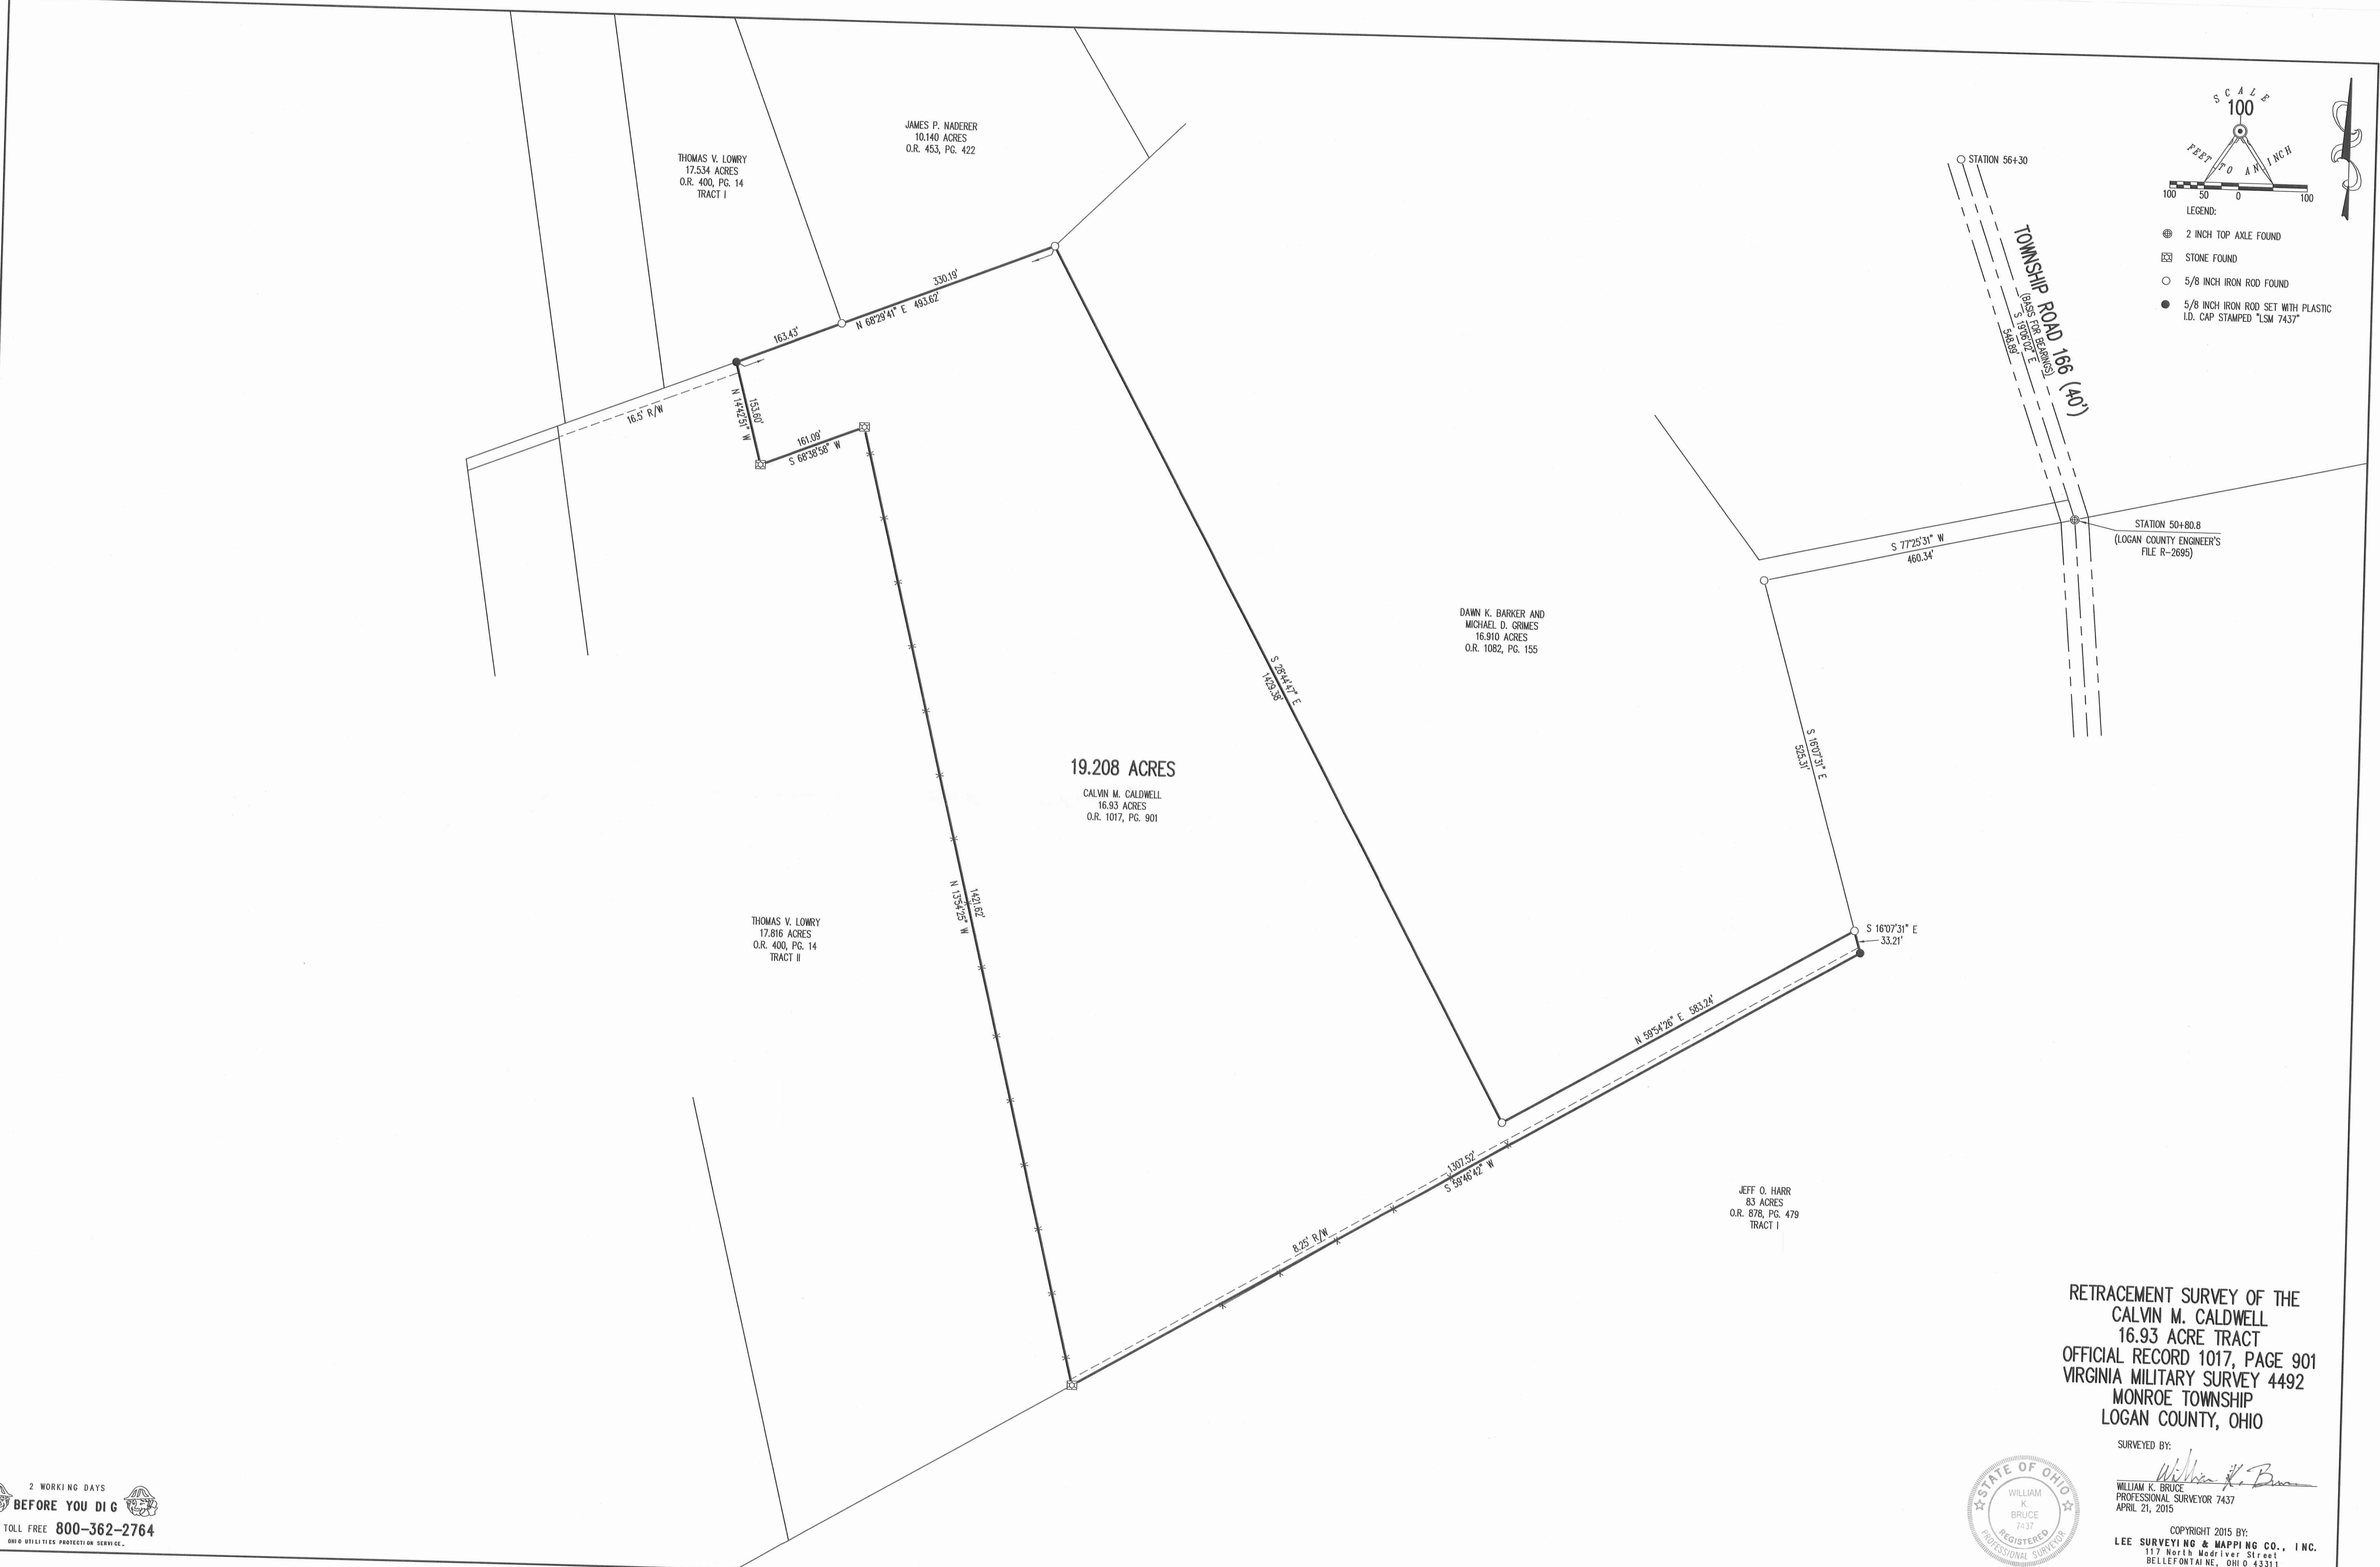 SCALE
100
FEET TO AN INCH
100 50 0 100
LEGEND:
2 INCH TOP AXLE FOUND
STONE FOUND
5/8 INCH IRON ROD FOUND
5/8 INCH IRON ROD SET WITH PLASTIC
I.D. CAP STAMPED "LSM 7437"
JAMES P. NADERER
10.140 ACRES
O.R. 453, PG. 422
THOMAS V. LOWRY
17.534 ACRES
O.R. 400, PG. 14
TRACT I
STATION 56+30
TOWNSHIP ROAD 166 (40')
(BASIS FOR BEARINGS)
S 19°06'02" E
548.89'
330.19'
N 68°29'41" E 493.62'
163.43'
16.5' R/W
153.60'
N 14°42'51" W
161.09'
S 68°38'58" W
STATION 50+80.8
(LOGAN COUNTY ENGINEER'S
FILE R-2695)
S 77°25'31" W
460.34'
DAWN K. BARKER AND
MICHAEL D. GRIMES
16.910 ACRES
O.R. 1082, PG. 155
S 28°44'47" E
1429.38'
S 16°07'31" E
525.31'
19.208 ACRES
CALVIN M. CALDWELL
16.93 ACRES
O.R. 1017, PG. 901
1421.62'
N 13°54'25" W
THOMAS V. LOWRY
17.816 ACRES
O.R. 400, PG. 14
TRACT II
S 16°07'31" E
33.21'
N 59°54'26" E 583.24'
1307.52'
S 59°46'42" W
8.25' R/W
JEFF O. HARR
83 ACRES
O.R. 878, PG. 479
TRACT I
RETRACEMENT SURVEY OF THE
CALVIN M. CALDWELL
16.93 ACRE TRACT
OFFICIAL RECORD 1017, PAGE 901
VIRGINIA MILITARY SURVEY 4492
MONROE TOWNSHIP
LOGAN COUNTY, OHIO
SURVEYED BY:
William K. Bruce
WILLIAM K. BRUCE
PROFESSIONAL SURVEYOR 7437
APRIL 21, 2015
COPYRIGHT 2015 BY:
LEE SURVEYING & MAPPING CO., INC.
117 North Madriver Street
BELLEFONTAINE, OHIO 43311
STATE OF OHIO
WILLIAM
K.
BRUCE
7437
REGISTERED
PROFESSIONAL SURVEYOR
2 WORKING DAYS
BEFORE YOU DIG
TOLL FREE 800-362-2764
OHIO UTILITIES PROTECTION SERVICE.